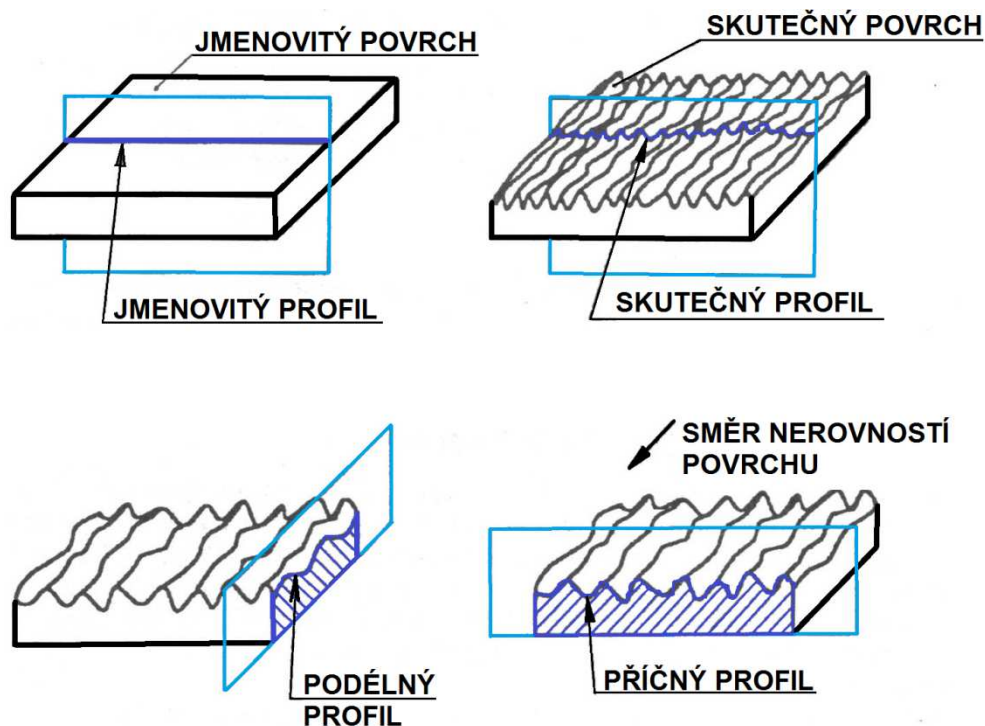 JMENOVITÝ POVRCH
SKUTEČNÝ POVRCH
JMENOVITÝ PROFIL
SKUTEČNÝ PROFIL
SMĚR NEROVNOSTÍ
POVRCHU
PODÉLNÝ
PROFIL
PŘÍČNÝ PROFIL